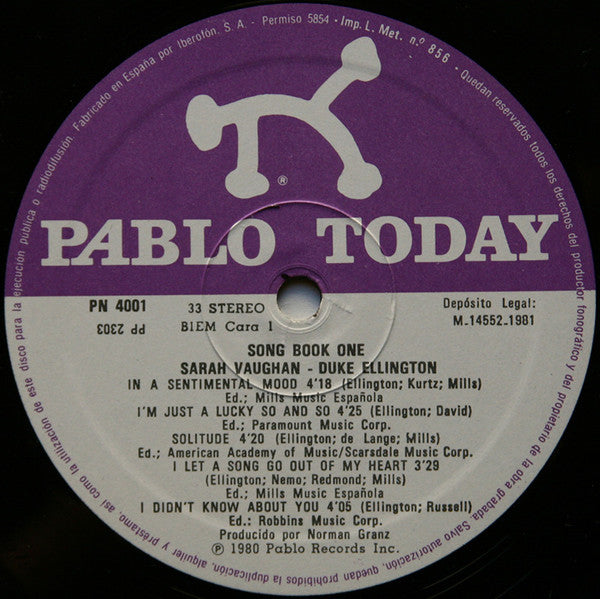 Fabricado en España por Iberofón. S. A. - Permiso 5854 - Imp. L. Met. n.º 856 - Quedan reservados todos los derechos del productor fonográfico y del propietario de la obra grabada. Salvo autorización, quedan prohibidos la duplicación, alquiler y préstamo, así como la utilización de este disco para la ejecución pública o radiodifusión.
®
PABLO TODAY
PN 4001
PP 2303
33 STEREO
BIEM Cara 1
Depósito Legal:
M.14552.1981
SONG BOOK ONE
SARAH VAUGHAN - DUKE ELLINGTON
IN A SENTIMENTAL MOOD 4'18 (Ellington; Kurtz; Mills)
Ed.; Mills Music Española
I'M JUST A LUCKY SO AND SO 4'25 (Ellington; David)
Ed.; Paramount Music Corp.
SOLITUDE 4'20 (Ellington; de Lange; Mills)
Ed.; American Academy of Music/Scarsdale Music Corp.
I LET A SONG GO OUT OF MY HEART 3'29
(Ellington; Nemo; Redmond; Mills)
Ed.; Mills Music Española
I DIDN'T KNOW ABOUT YOU 4'05 (Ellington; Russell)
Ed.: Robbins Music Corp.
Producido por Norman Granz
℗ 1980 Pablo Records Inc.